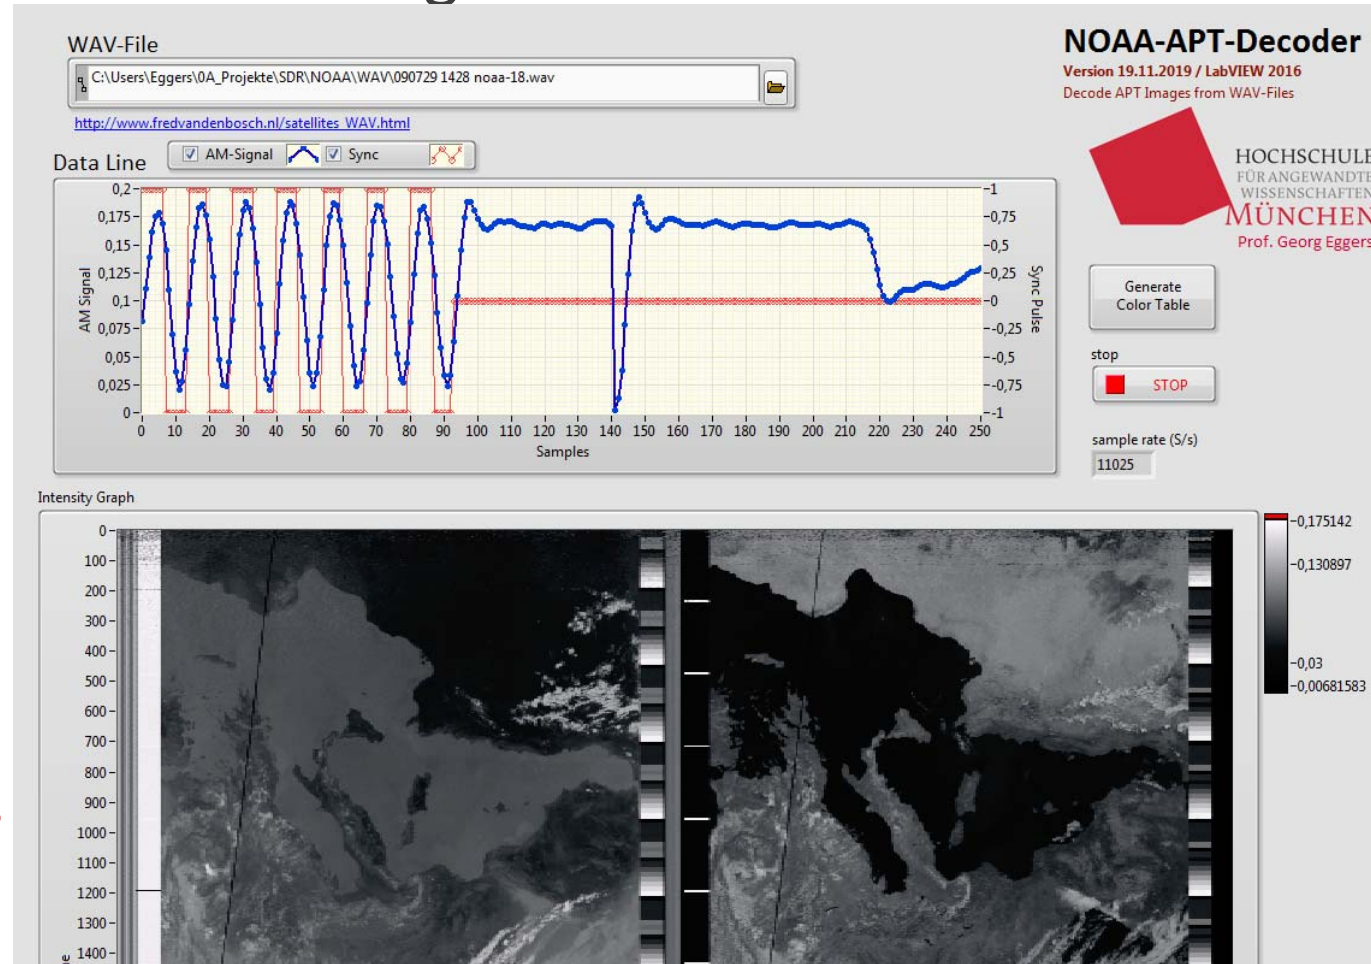 WAV-File
C:\Users\Eggers\0A_Projekte\SDR\NOAA\WAV\090729 1428 noaa-18.wav
http://www.fredvandenbosch.nl/satellites_WAV.html
NOAA-APT-Decoder
Version 19.11.2019 / LabVIEW 2016
Decode APT Images from WAV-Files
HOCHSCHULE
FÜR ANGEWANDTE
WISSENSCHAFTEN
MÜNCHEN
Prof. Georg Eggers
Data Line
AM-Signal
Sync
0,2
0,175
0,15
0,125
0,1
0,075
0,05
0,025
0
AM Signal
1
0,75
0,5
0,25
0
-0,25
-0,5
-0,75
-1
Sync Pulse
0 10 20 30 40 50 60 70 80 90 100 110 120 130 140 150 160 170 180 190 200 210 220 230 240 250
Samples
Generate
Color Table
stop
STOP
sample rate (S/s)
11025
Intensity Graph
0
100
200
300
400
500
600
700
800
900
1000
1100
1200
1300
1400
0,175142
0,130897
0,03
0,00681583